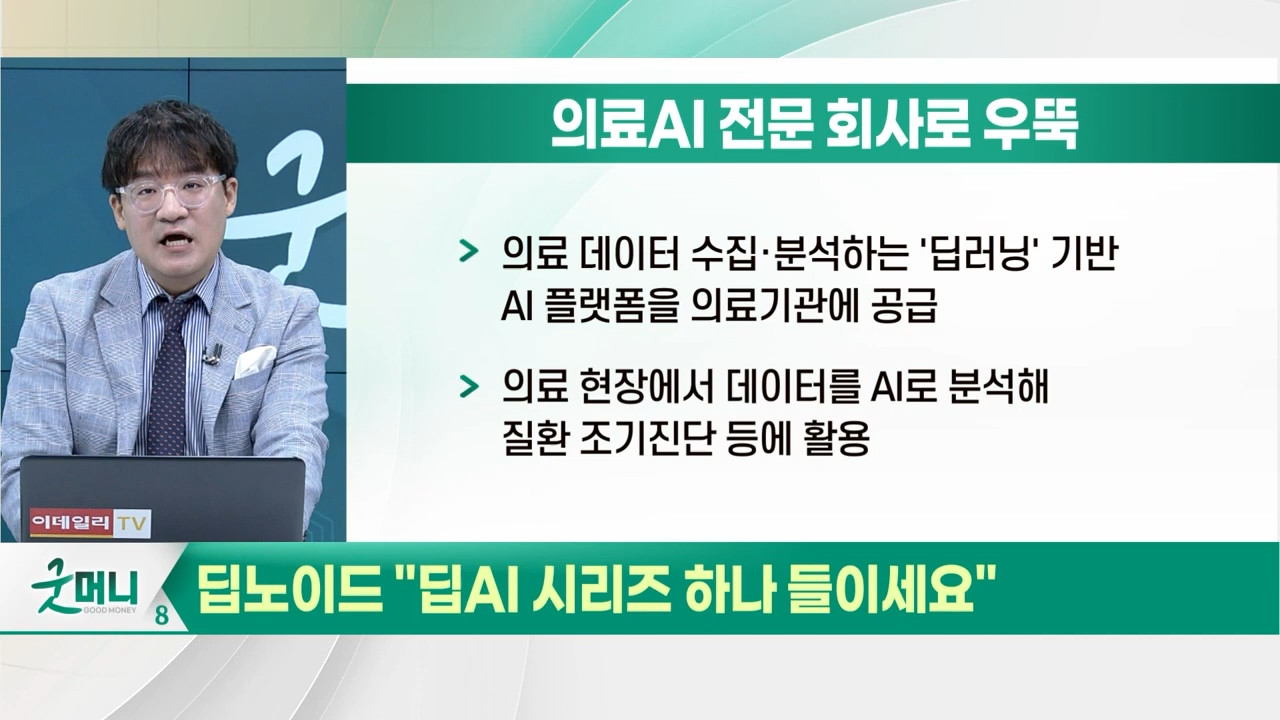 의료AI 전문 회사로 우뚝
의료 데이터 수집·분석하는 '딥러닝' 기반
AI 플랫폼을 의료기관에 공급
의료 현장에서 데이터를 AI로 분석해
질환 조기진단 등에 활용
이데일리 TV
굿머니
GOOD MONEY
8
딥노이드 "딥AI 시리즈 하나 들이세요"